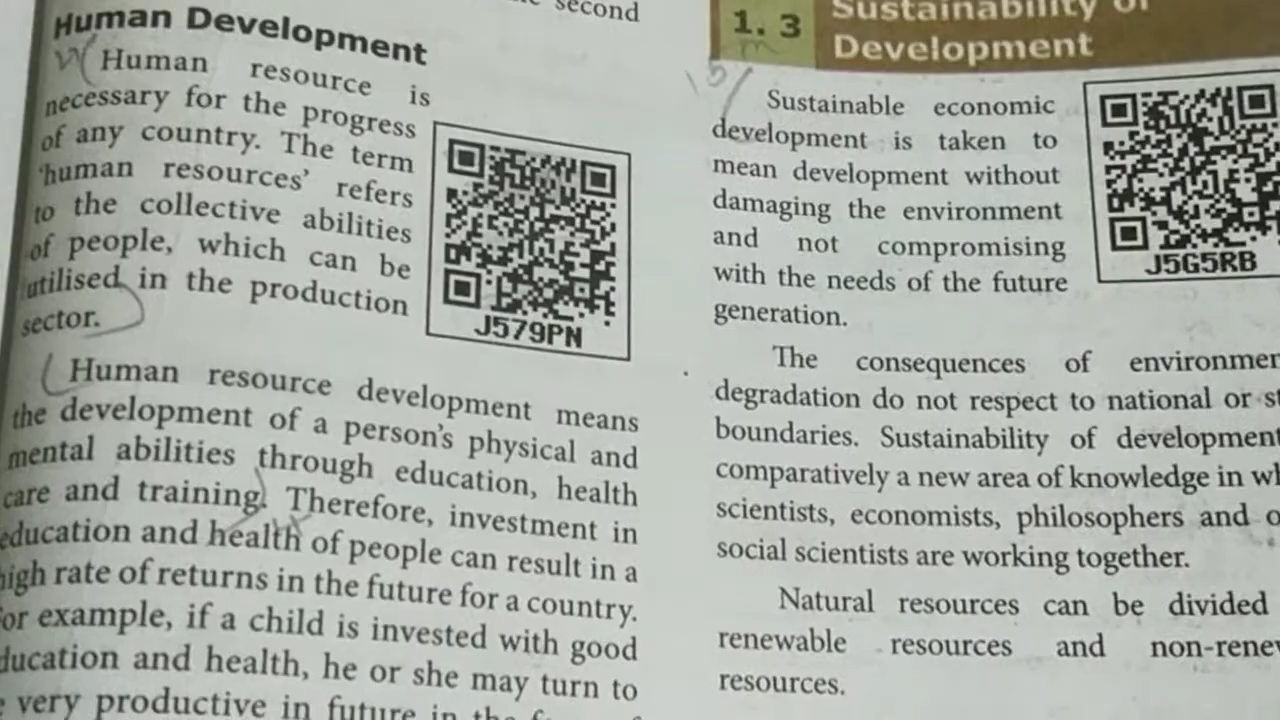 second
Human Development
Human resource is
necessary for the progress
of any country. The term
'human resources' refers
to the collective abilities
of people, which can be
utilised in the production
sector.
J579PN
Human resource development means
the development of a person's physical and
mental abilities through education, health
care and training. Therefore, investment in
education and health of people can result in a
high rate of returns in the future for a country.
For example, if a child is invested with good
education and health, he or she may turn to
very productive in future in the
1.3 Sustainability of
Development
Sustainable economic
development is taken to
mean development without
damaging the environment
and not compromising
with the needs of the future
generation.
J5G5RB
The consequences of
degradation do not respect to national or
boundaries. Sustainability of development
comparatively a new area of knowledge in
scientists, economists, philosophers and
social scientists are working together.
Natural resources can be divided
renewable resources and
resources.